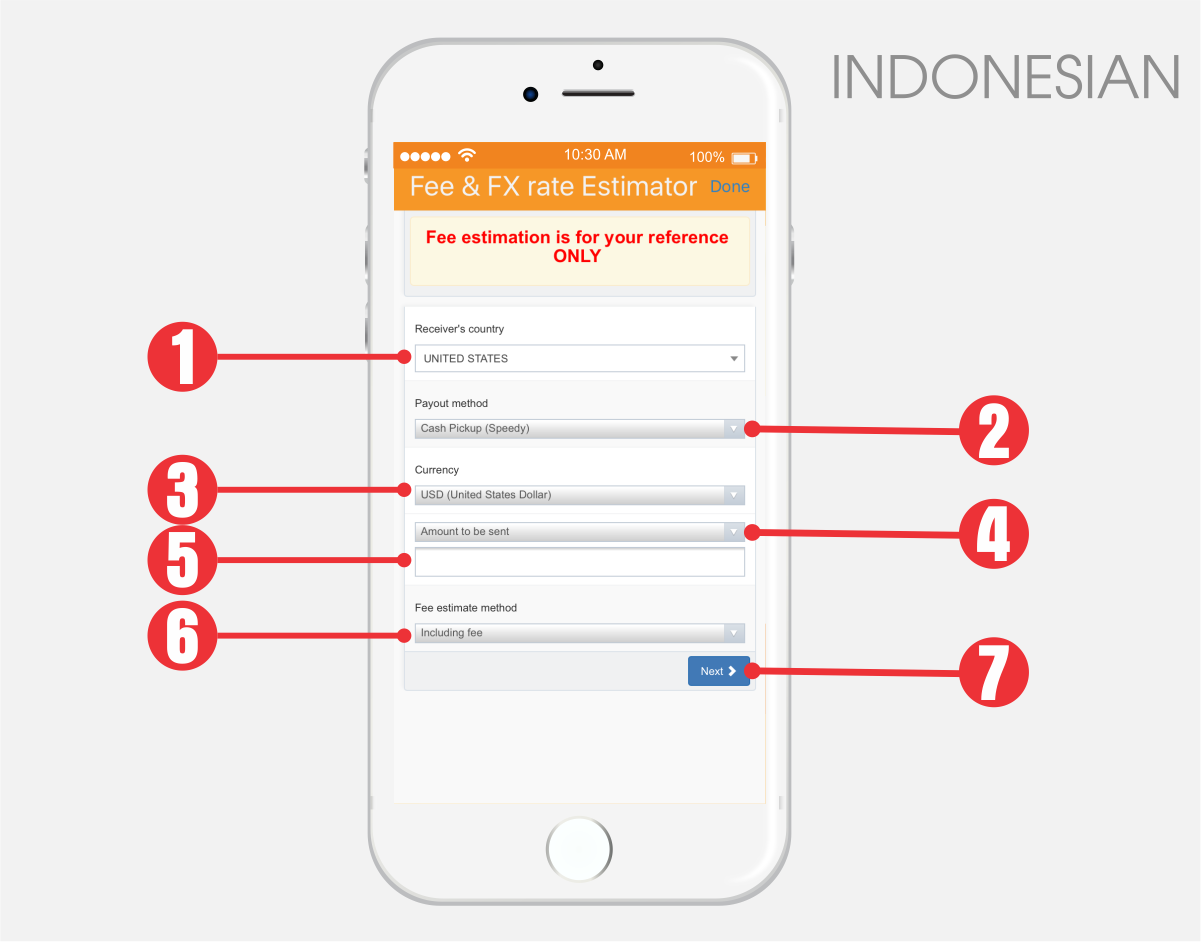 INDONESIAN
10:30 AM
100%
Fee & FX rate Estimator
Done
Fee estimation is for your reference
ONLY
Receiver's country
1
UNITED STATES
Payout method
Cash Pickup (Speedy)
2
Currency
3
USD (United States Dollar)
Amount to be sent
4
5
Fee estimate method
6
Including fee
Next
7